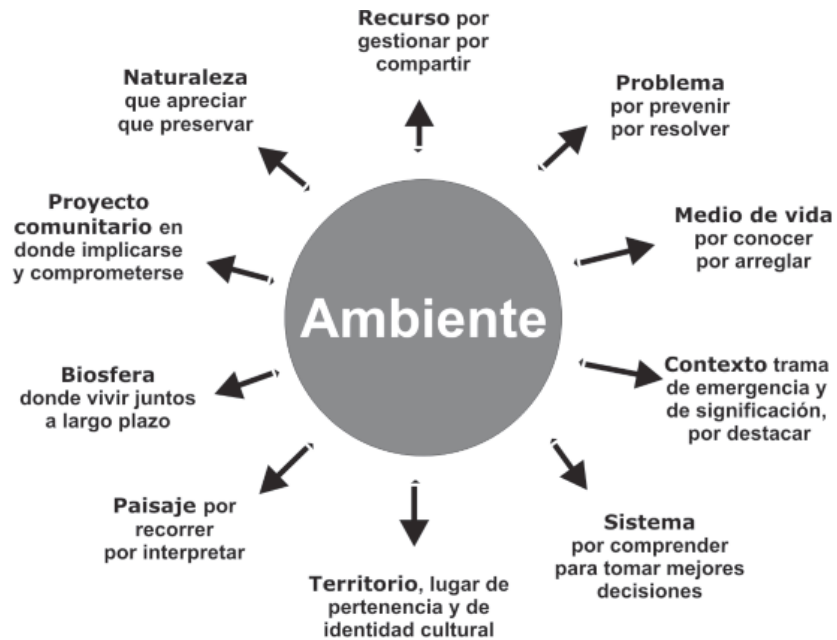 Recurso por
gestionar por
compartir
Problema
por prevenir
por resolver
Medio de vida
por conocer
por arreglar
Contexto trama
de emergencia y
de significación,
por destacar
Sistema
por comprender
para tomar mejores
decisiones
Territorio, lugar de
pertenencia y de
identidad cultural
Paisaje por
recorrer
por interpretar
Biosfera
donde vivir juntos
a largo plazo
Proyecto
comunitario en
donde implicarse
y comprometerse
Naturaleza
que apreciar
que preservar
Ambiente